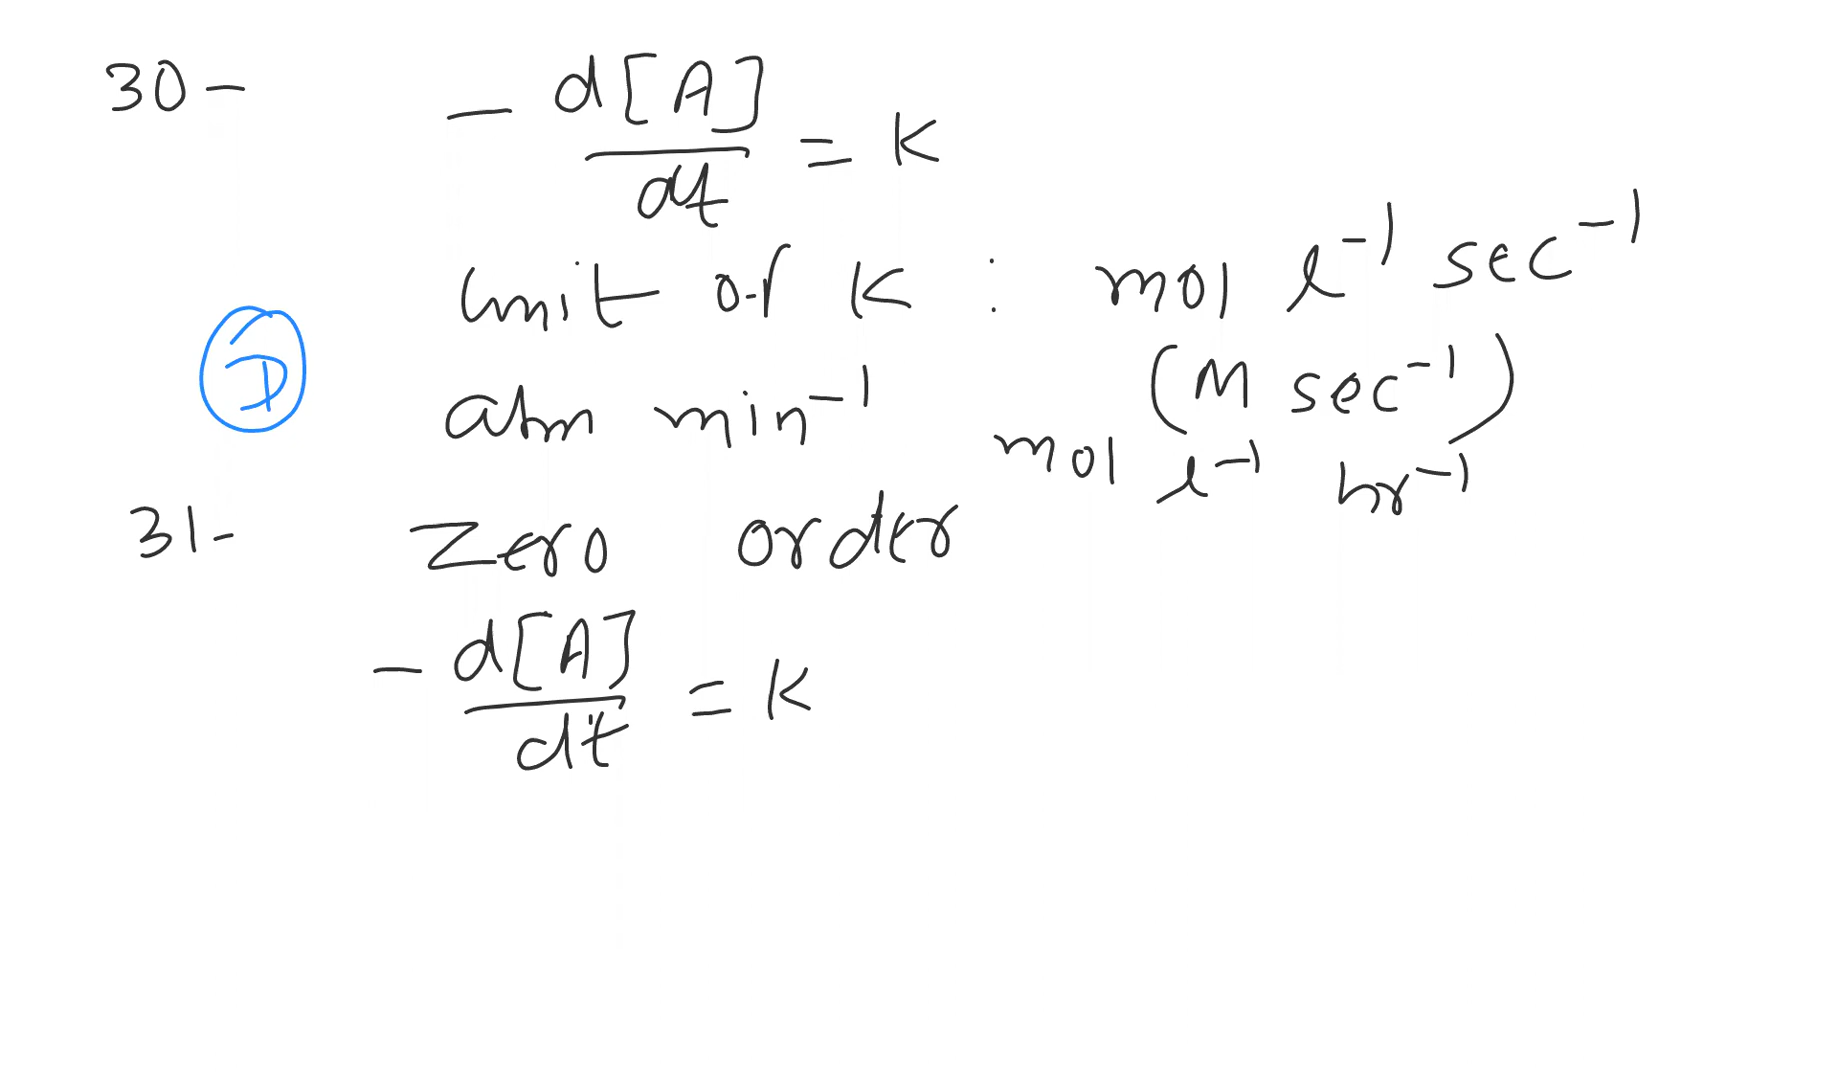 30- - d[A]/dt = K
Unit of K : mol l⁻¹ sec⁻¹
(M sec⁻¹)
D
atm min⁻¹ mol l⁻¹ hr⁻¹
31- Zero order
- d[A]/dt = K